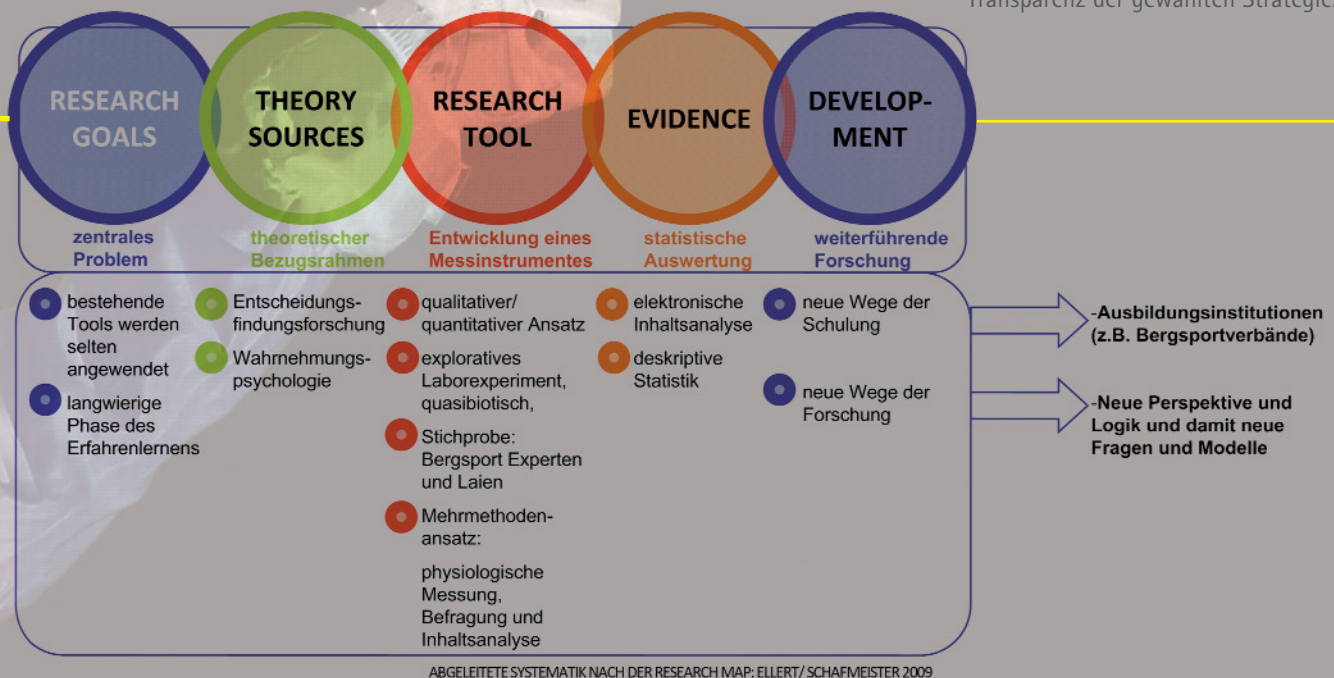 Transparenz der gewählten Strategie.
RESEARCH
GOALS
THEORY
SOURCES
RESEARCH
TOOL
EVIDENCE
DEVELOP-
MENT
zentrales
Problem
theoretischer
Bezugsrahmen
Entwicklung eines
Messinstrumentes
statistische
Auswertung
weiterführende
Forschung
bestehende
Tools werden
selten
angewendet
langwierige
Phase des
Erfahrenlernens
Entscheidungs-
findungsforschung
Wahrnehmungs-
psychologie
qualitativer/
quantitativer Ansatz
exploratives
Laborexperiment,
quasibiotisch,
Stichprobe:
Bergsport Experten
und Laien
Mehrmethoden-
ansatz:
physiologische
Messung,
Befragung und
Inhaltsanalyse
elektronische
Inhaltsanalyse
deskriptive
Statistik
neue Wege der
Schulung
neue Wege der
Forschung
-Ausbildungsinstitutionen
(z.B. Bergsportverbände)
-Neue Perspektive und
Logik und damit neue
Fragen und Modelle
ABGELEITETE SYSTEMATIK NACH DER RESEARCH MAP: ELLERT/ SCHAFMEISTER 2009